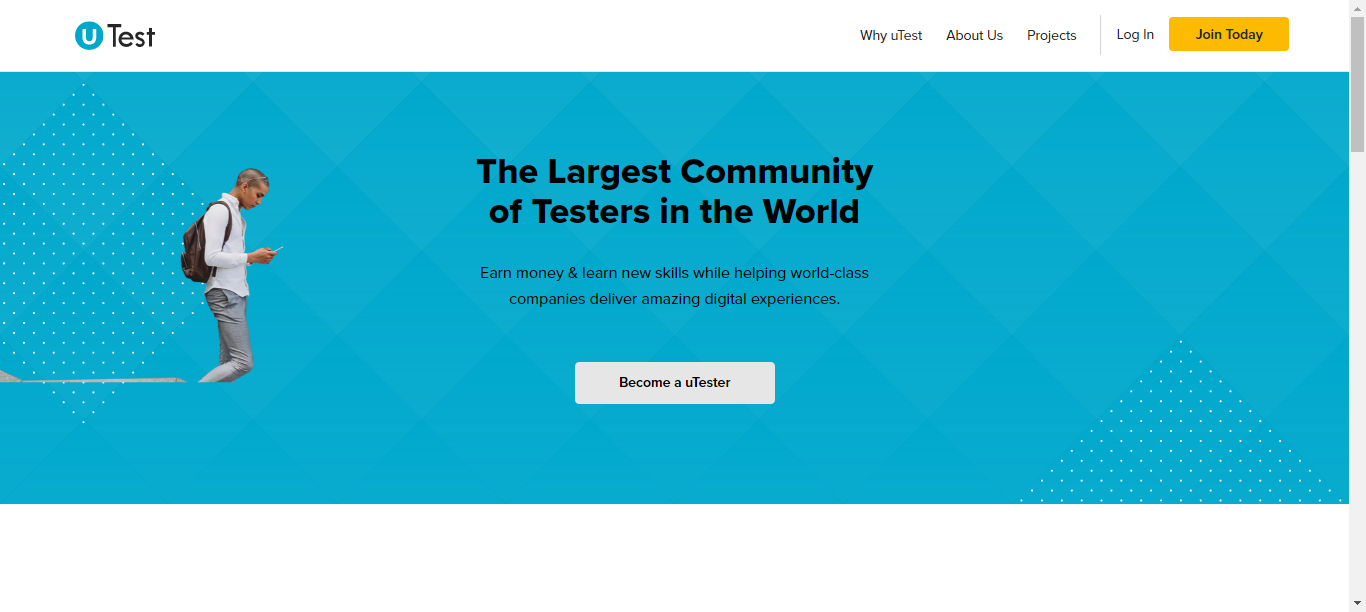 uTest
Why uTest
About Us
Projects
Log In
Join Today
The Largest Community
of Testers in the World
Earn money & learn new skills while helping world-class
companies deliver amazing digital experiences.
Become a uTester